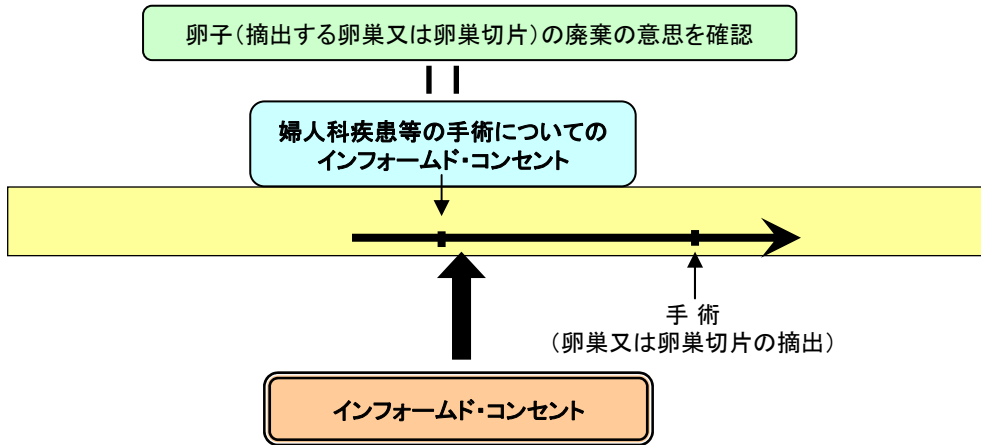 卵子(摘出する卵巣又は卵巣切片)の廃棄の意思を確認
婦人科疾患等の手術についての
インフォームド・コンセント
手 術
(卵巣又は卵巣切片の摘出)
インフォームド・コンセント